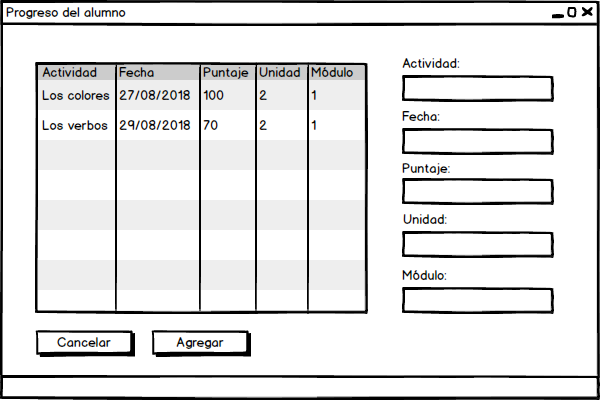 Progreso del alumno
Actividad Fecha Puntaje Unidad Módulo
Los colores 27/08/2018 100 2 1
Los verbos 29/08/2018 70 2 1
Actividad:
Fecha:
Puntaje:
Unidad:
Módulo:
Cancelar Agregar